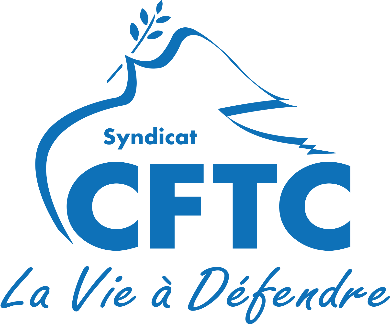 Syndicat
CFTC
La Vie à Défendre